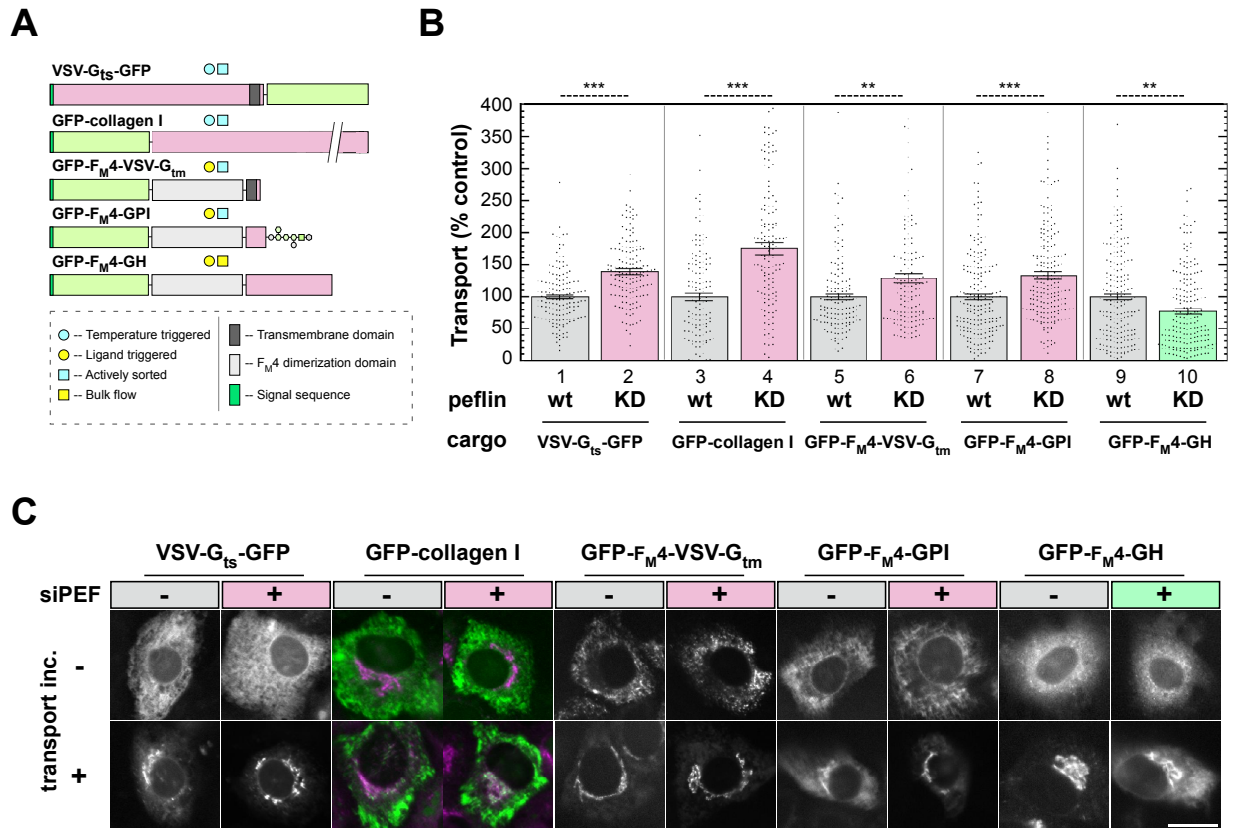 A
VSV-Gts-GFP
GFP-collagen I
GFP-FM4-VSV-Gtm
GFP-FM4-GPI
GFP-FM4-GH
-- Temperature triggered
-- Ligand triggered
-- Actively sorted
-- Bulk flow
-- Transmembrane domain
-- FM4 dimerization domain
-- Signal sequence
B
*** *** ** *** **
Transport (% control)
400
350
300
250
200
150
100
50
0
1 2 3 4 5 6 7 8 9 10
peflin wt KD wt KD wt KD wt KD wt KD
cargo VSV-Gts-GFP GFP-collagen I GFP-FM4-VSV-Gtm GFP-FM4-GPI GFP-FM4-GH
C
VSV-Gts-GFP GFP-collagen I GFP-FM4-VSV-Gtm GFP-FM4-GPI GFP-FM4-GH
siPEF - + - + - + - + - +
transport inc.
-
+